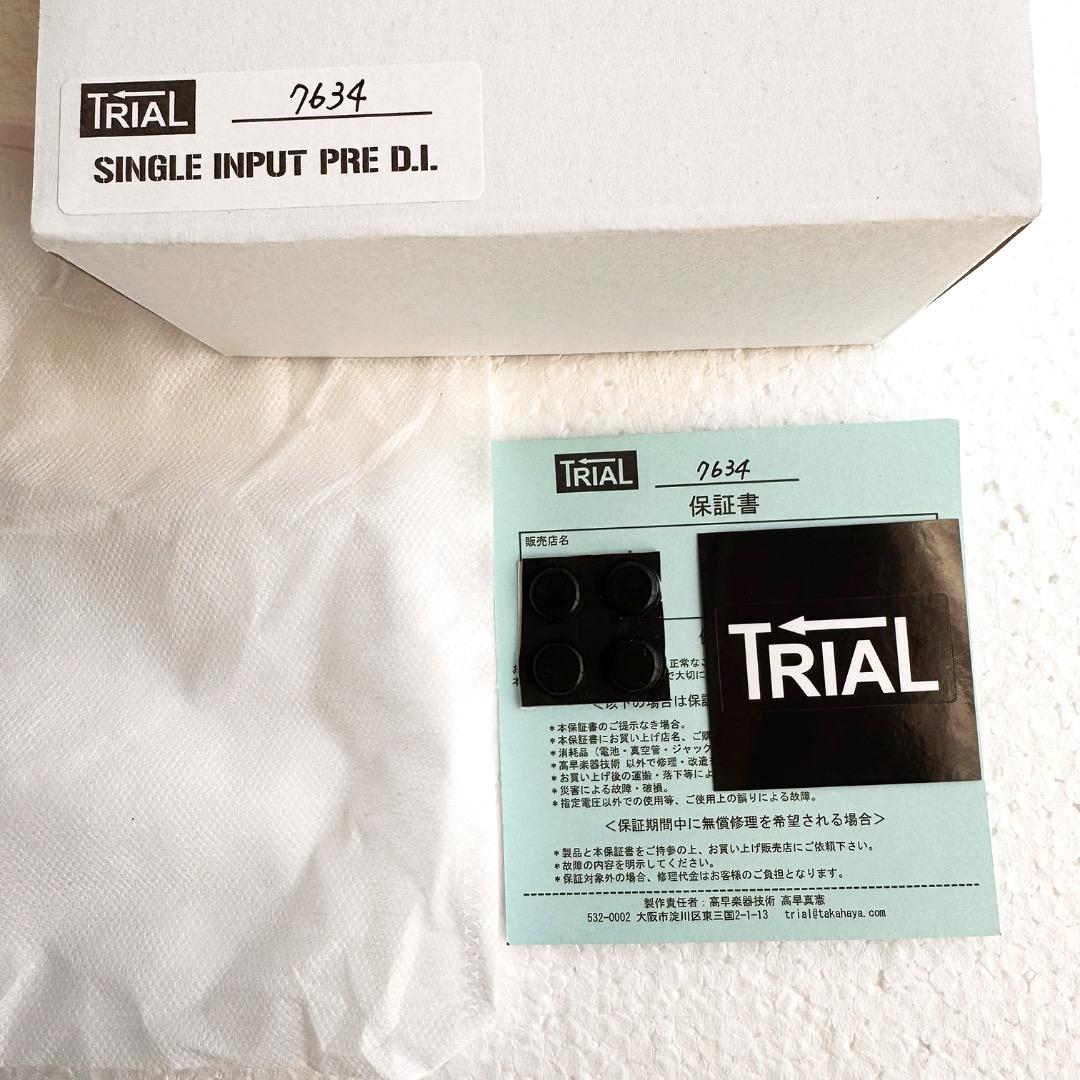 TRIAL 7634
SINGLE INPUT PRE D.I.
TRIAL 7634
保証書
販売店名
正常なご
で大切に
<以下の場合は保証
*本保証書のご提示なき場合。
*本保証書にお買い上げ店名、ご購
*消耗品(電池・真空管・ジャック
*高早楽器技術 以外で修理・改造
*お買い上げ後の運搬・落下等によ
*災害による故障・破損。
*指定電圧以外での使用等、ご使用上の誤りによる故障。
<保証期間中に無償修理を希望される場合>
*製品と本保証書をご持参の上、お買い上げ販売店にご依頼下さい。
*故障の内容を明示してください。
*保証対象外の場合、修理代金はお客様のご負担となります。
製作責任者:高早楽器技術 高早真憲
532-0002 大阪市淀川区東三国2-1-13 trial@takahaya.com
TRIAL